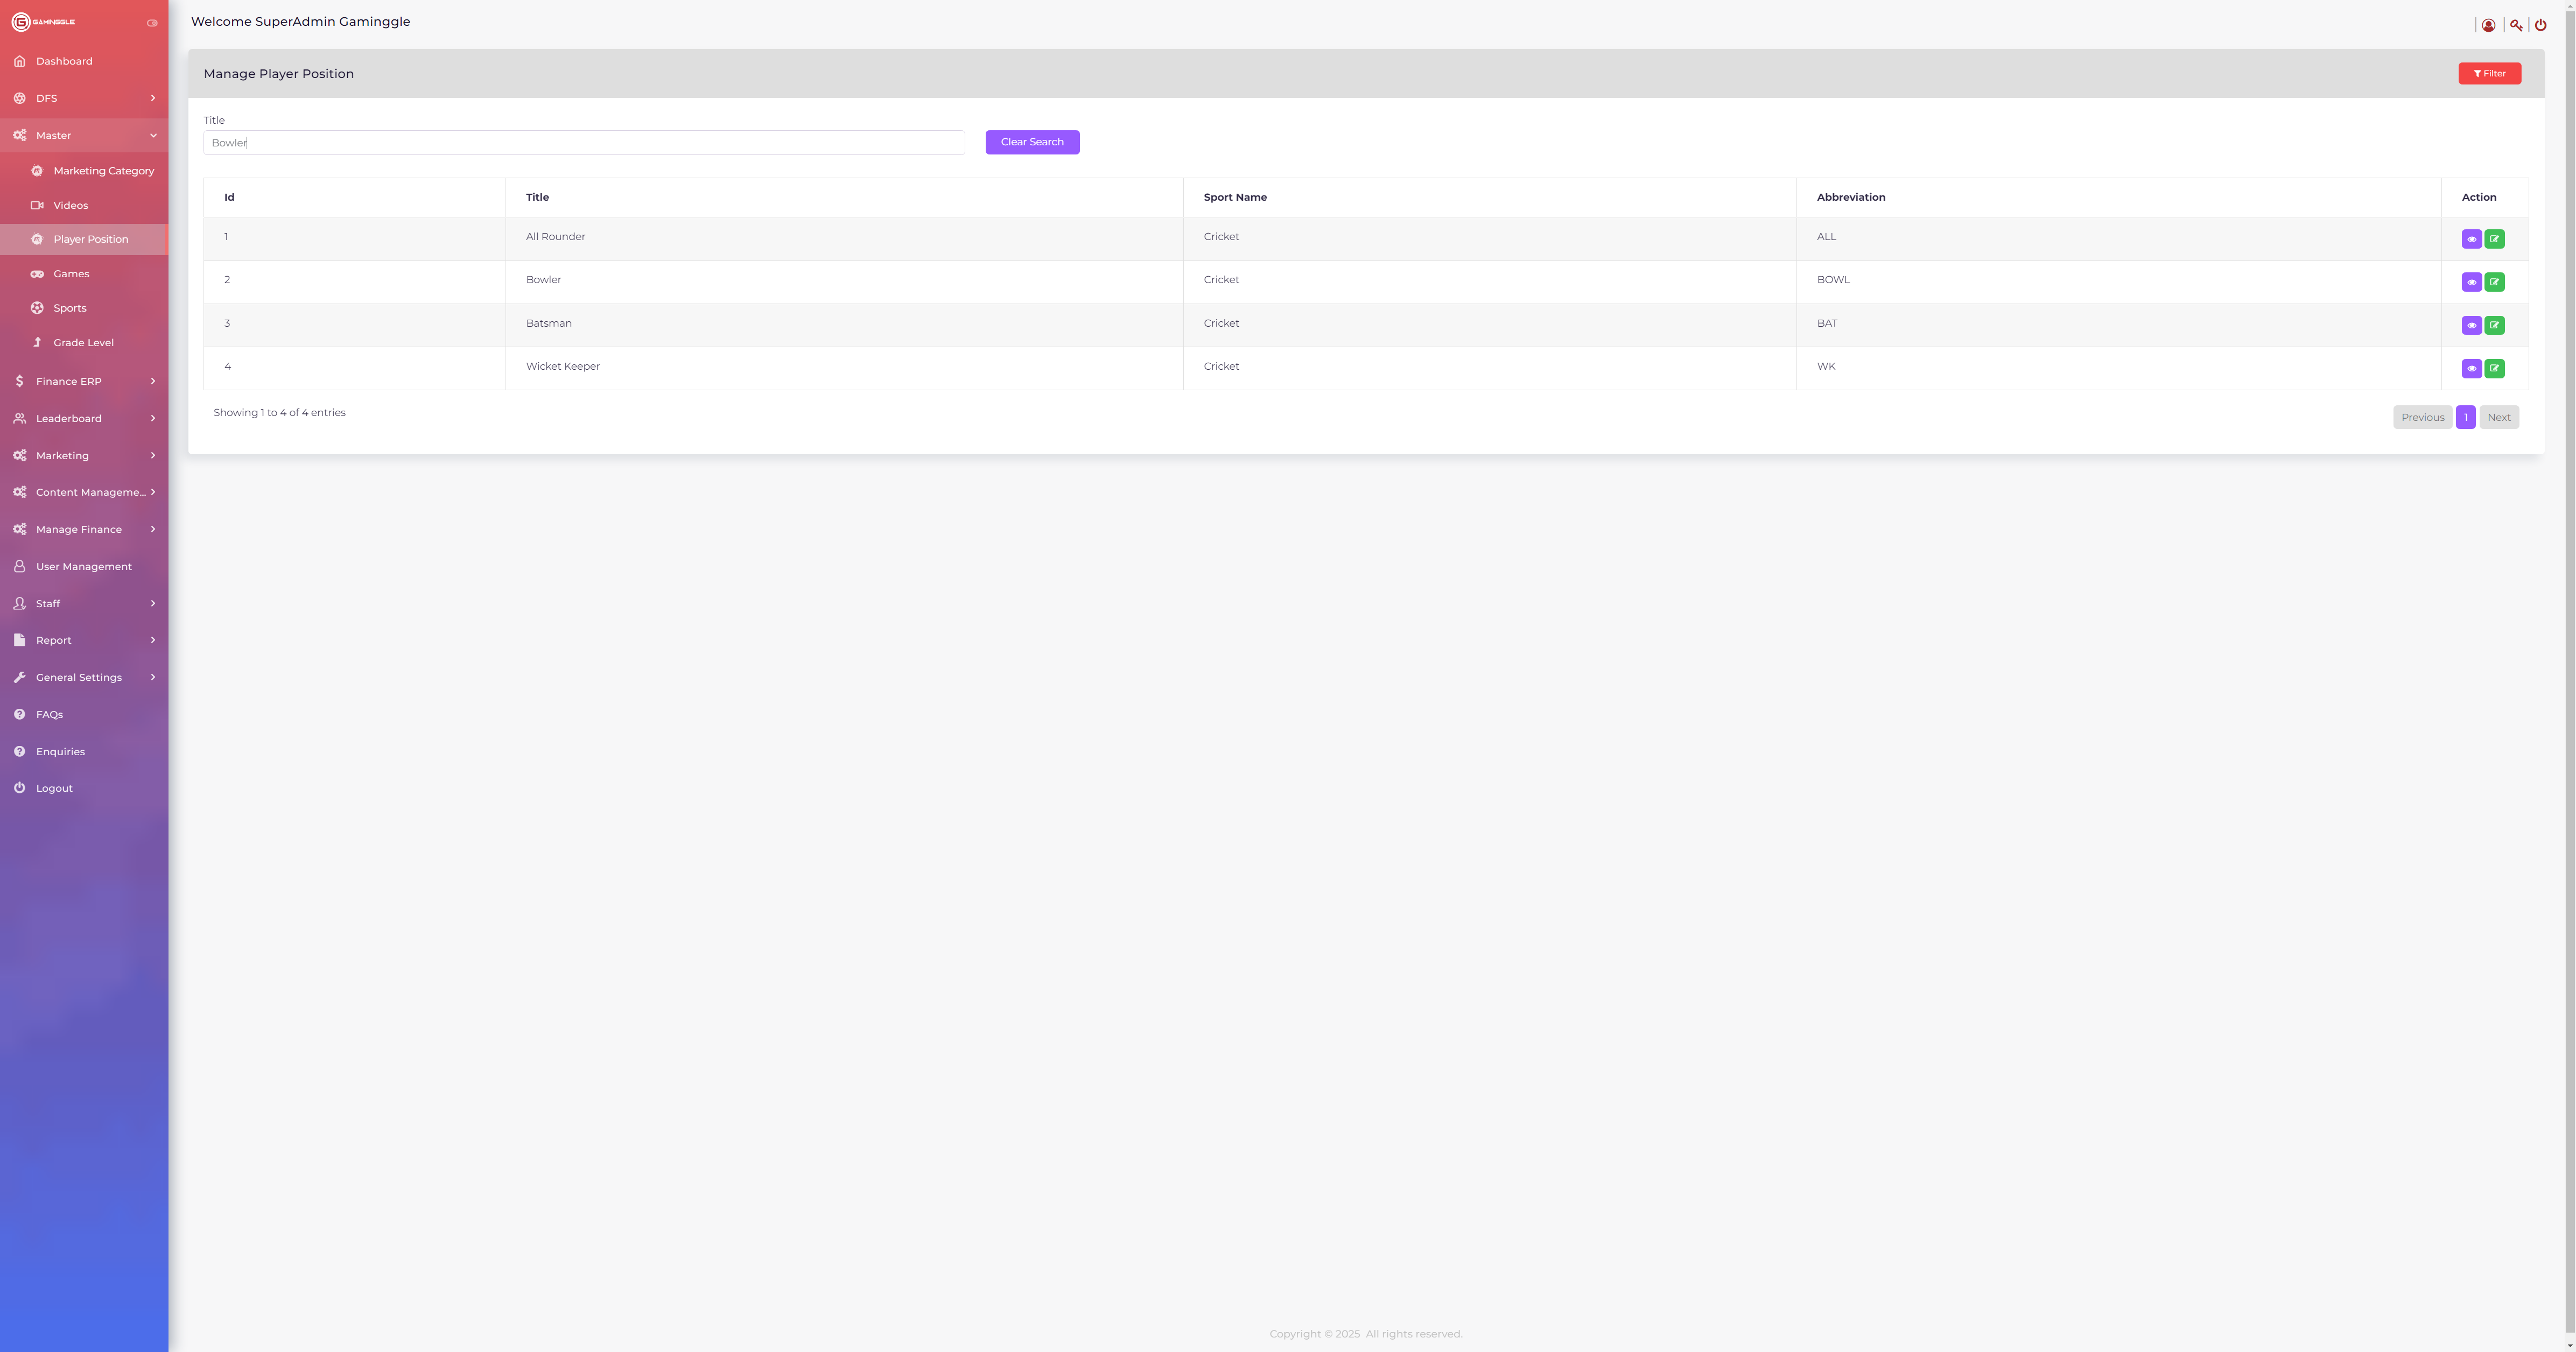 GAMINGGLE
Welcome SuperAdmin Gaminggle
Dashboard
DFS
Master
Marketing Category
Videos
Player Position
Games
Sports
Grade Level
Finance ERP
Leaderboard
Marketing
Content Manageme...
Manage Finance
User Management
Staff
Report
General Settings
FAQs
Enquiries
Logout
Manage Player Position
Filter
Title
Bowler
Clear Search
Id Title Sport Name Abbreviation Action
1 All Rounder Cricket ALL
2 Bowler Cricket BOWL
3 Batsman Cricket BAT
4 Wicket Keeper Cricket WK
Showing 1 to 4 of 4 entries
Previous 1 Next
Copyright © 2025 All rights reserved.